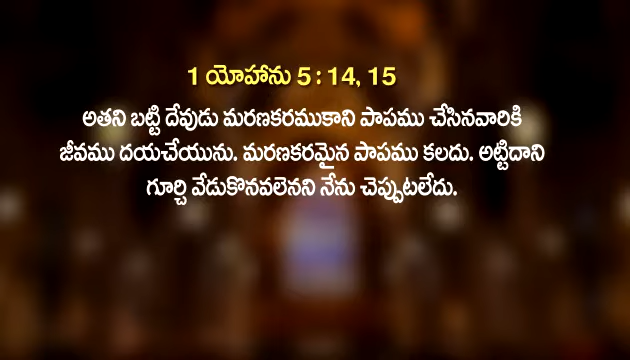 1 యోహాను 5 : 14, 15
అతని బట్టి దేవుడు మరణకరముకాని పాపము చేసినవారికి
జీవము దయచేయును. మరణకరమైన పాపము కలదు. అట్టిదాని
గూర్చి వేడుకొనవలెనని నేను చెప్పుటలేదు.